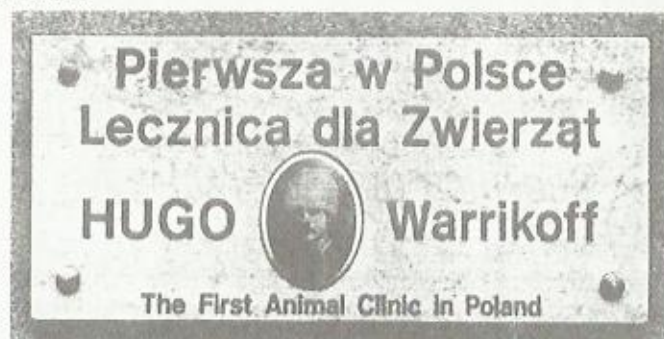 Pierwsza w Polsce
Lecznica dla Zwierząt
HUGO Warrikoff
The First Animal Clinic in Poland